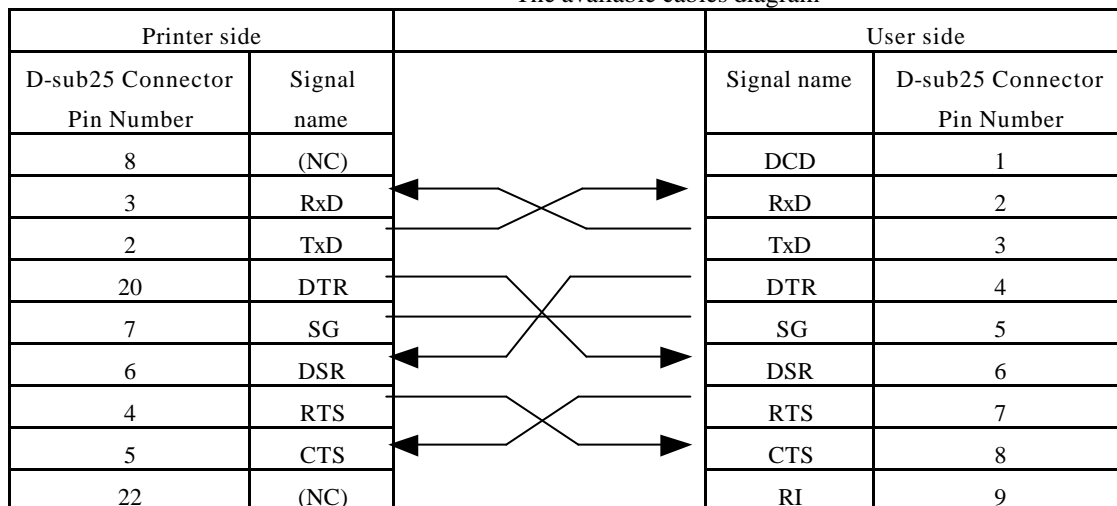 The available cables diagram
Printer side User side
D-sub25 Connector Pin Number Signal name Signal name D-sub25 Connector Pin Number
8 (NC) DCD 1
3 RxD RxD 2
2 TxD TxD 3
20 DTR DTR 4
7 SG SG 5
6 DSR DSR 6
4 RTS RTS 7
5 CTS CTS 8
22 (NC) RI 9